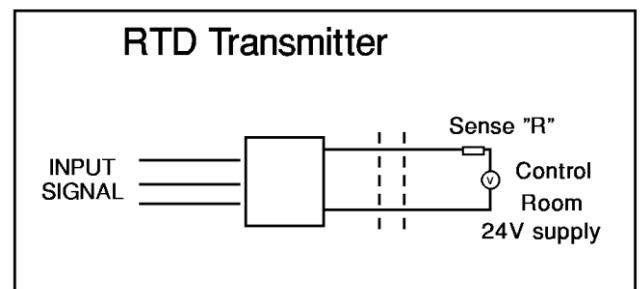 RTD Transmitter
Sense "R"
INPUT
SIGNAL
V
Control
Room
24V supply